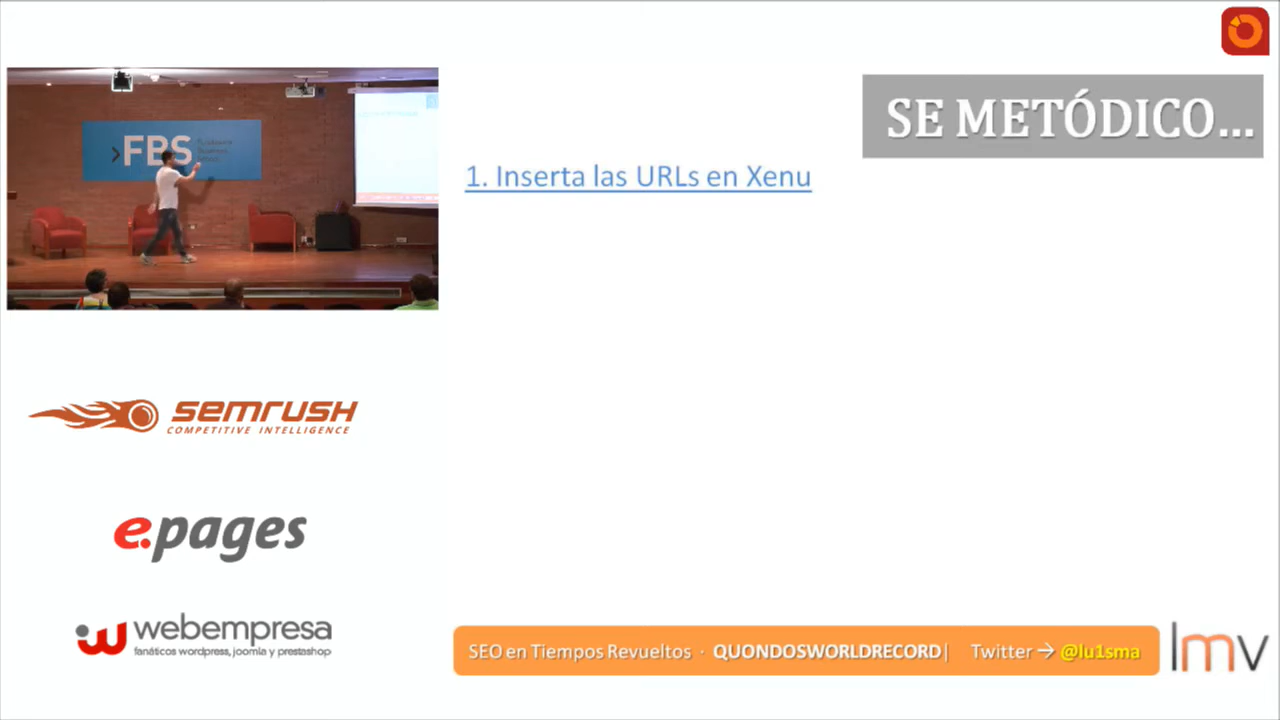 SE METÓDICO...
FBS
1. Inserta las URLs en Xenu
semrush
COMPETITIVE INTELLIGENCE
e.pages
webempresa
fanáticos wordpress, joomla y prestashop
SEO en Tiempos Revueltos · QUONDOSWORLDRECORD| Twitter → @lu1sma
lmv